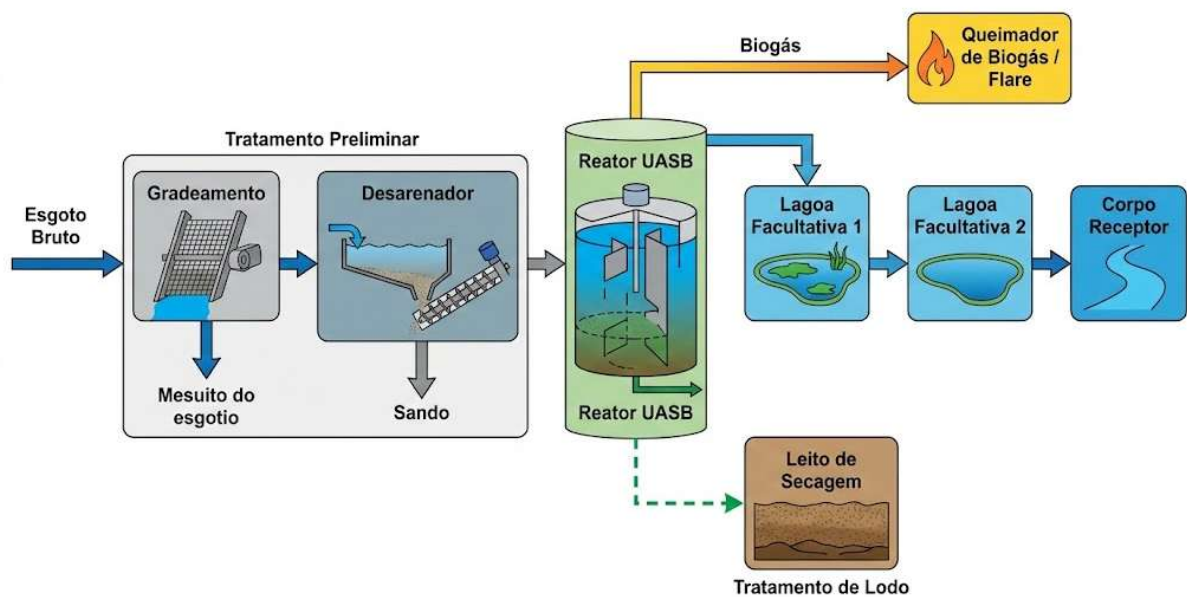 Biogás
Queimador
de Biogás /
Flare
Tratamento Preliminar
Gradeamento
Desarenador
Reator UASB
Esgoto
Bruto
Lagoa
Facultativa 1
Lagoa
Facultativa 2
Corpo
Receptor
Mesuito do
esgotio
Sando
Reator UASB
Leito de
Secagem
Tratamento de Lodo